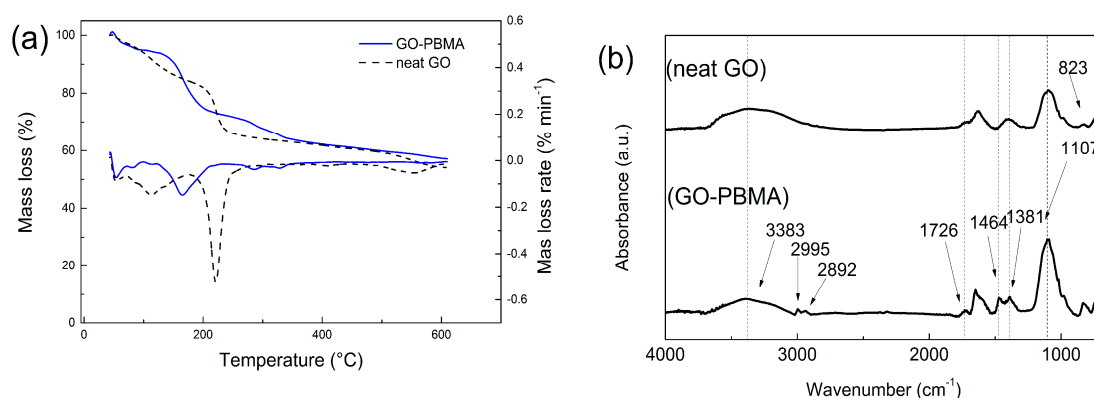 (a)
GO-PBMA
neat GO
Mass loss (%)
100
80
60
40
20
0
Mas loss rate (% min⁻¹)
0.6
0.4
0.2
0.0
-0.2
-0.4
-0.6
0
200
400
600
Temperature (°C)
(b)
(neat GO)
823
1107
(GO-PBMA)
3383
2995
2892
1726
1464
1381
Absorbance (a.u.)
4000
3000
2000
1000
Wavenumber (cm⁻¹)